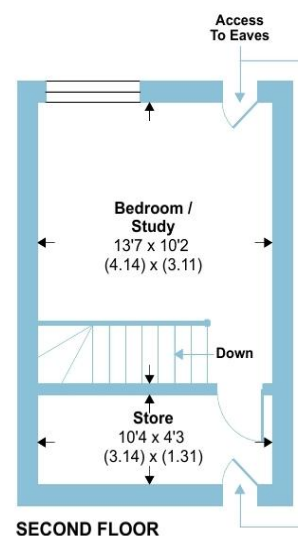 Access
To Eaves
Bedroom /
Study
13'7 x 10'2
(4.14) x (3.11)
Down
Store
10'4 x 4'3
(3.14) x (1.31)
SECOND FLOOR